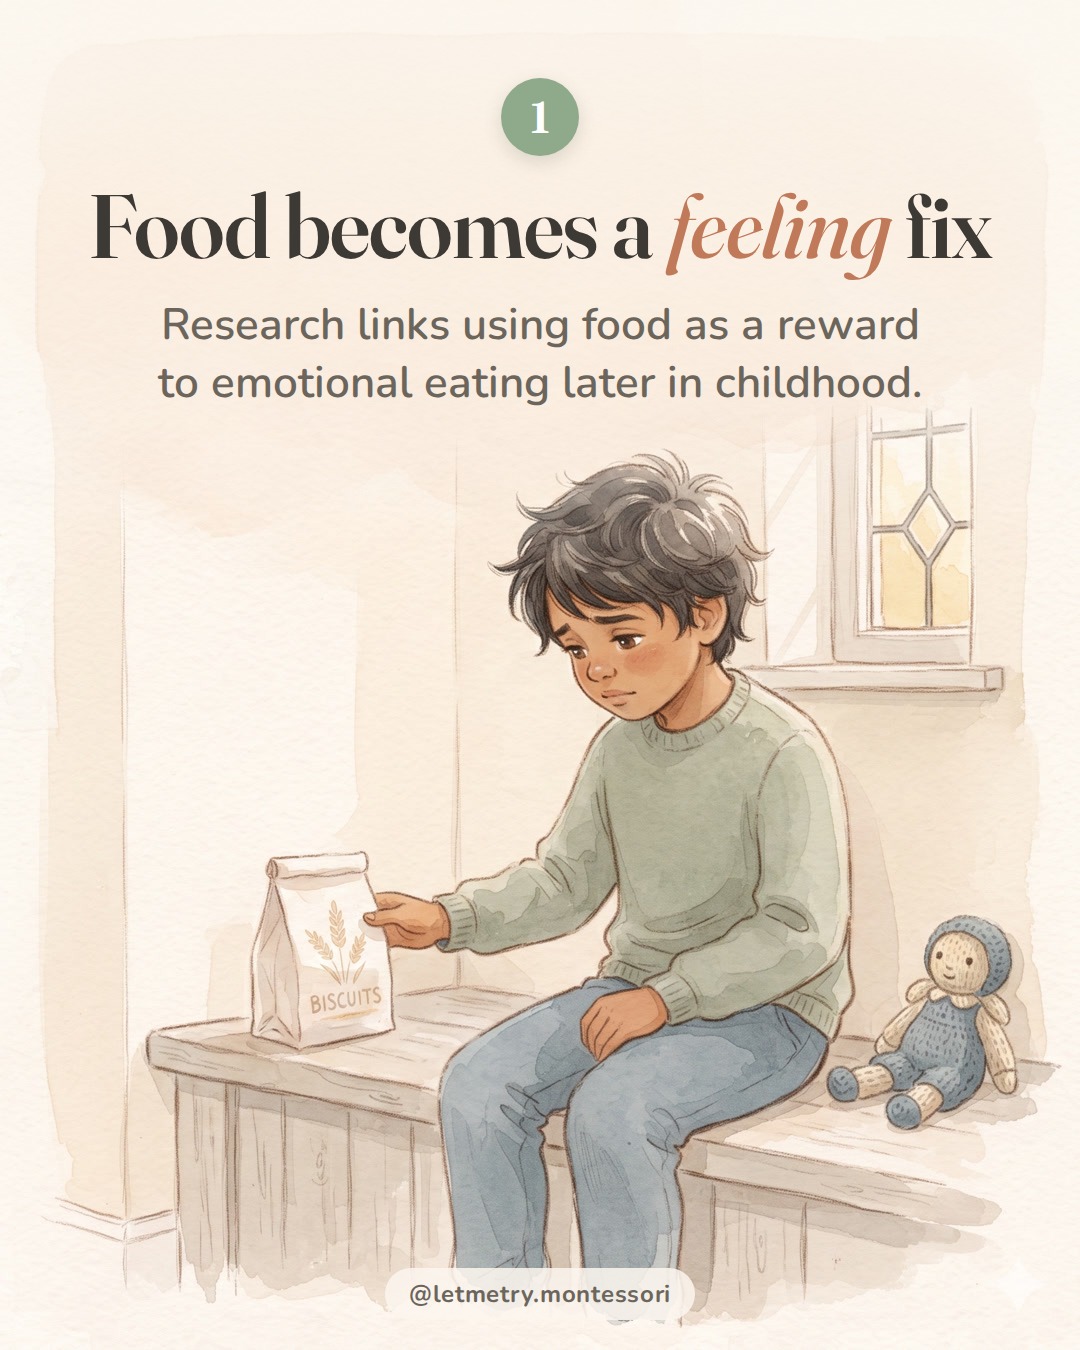 1
Food becomes a feeling fix
Research links using food as a reward
to emotional eating later in childhood.
BISCUITS
@letmetry.montessori